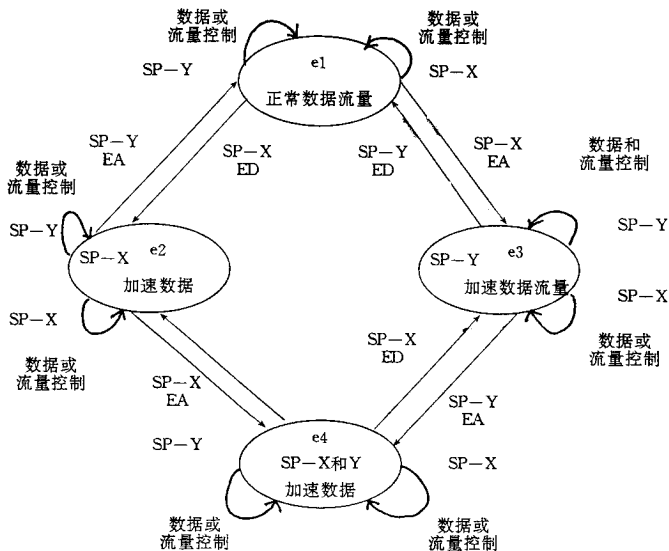 数据或
流量控制
数据或
流量控制
SP—Y
e1
SP—X
正常数据流量
SP—Y
EA
SP—X
ED
SP—Y
ED
SP—X
EA
数据和
流量控制
数据或
流量控制
SP—Y
e2
SP—X
加速数据
e3
SP—Y
加速数据流量
SP—Y
SP—X
SP—X
数据或
流量控制
数据或
流量控制
SP—X
ED
SP—X
EA
SP—Y
EA
SP—Y
e4
SP—X和Y
加速数据
SP—X
数据或
流量控制
数据或
流量控制